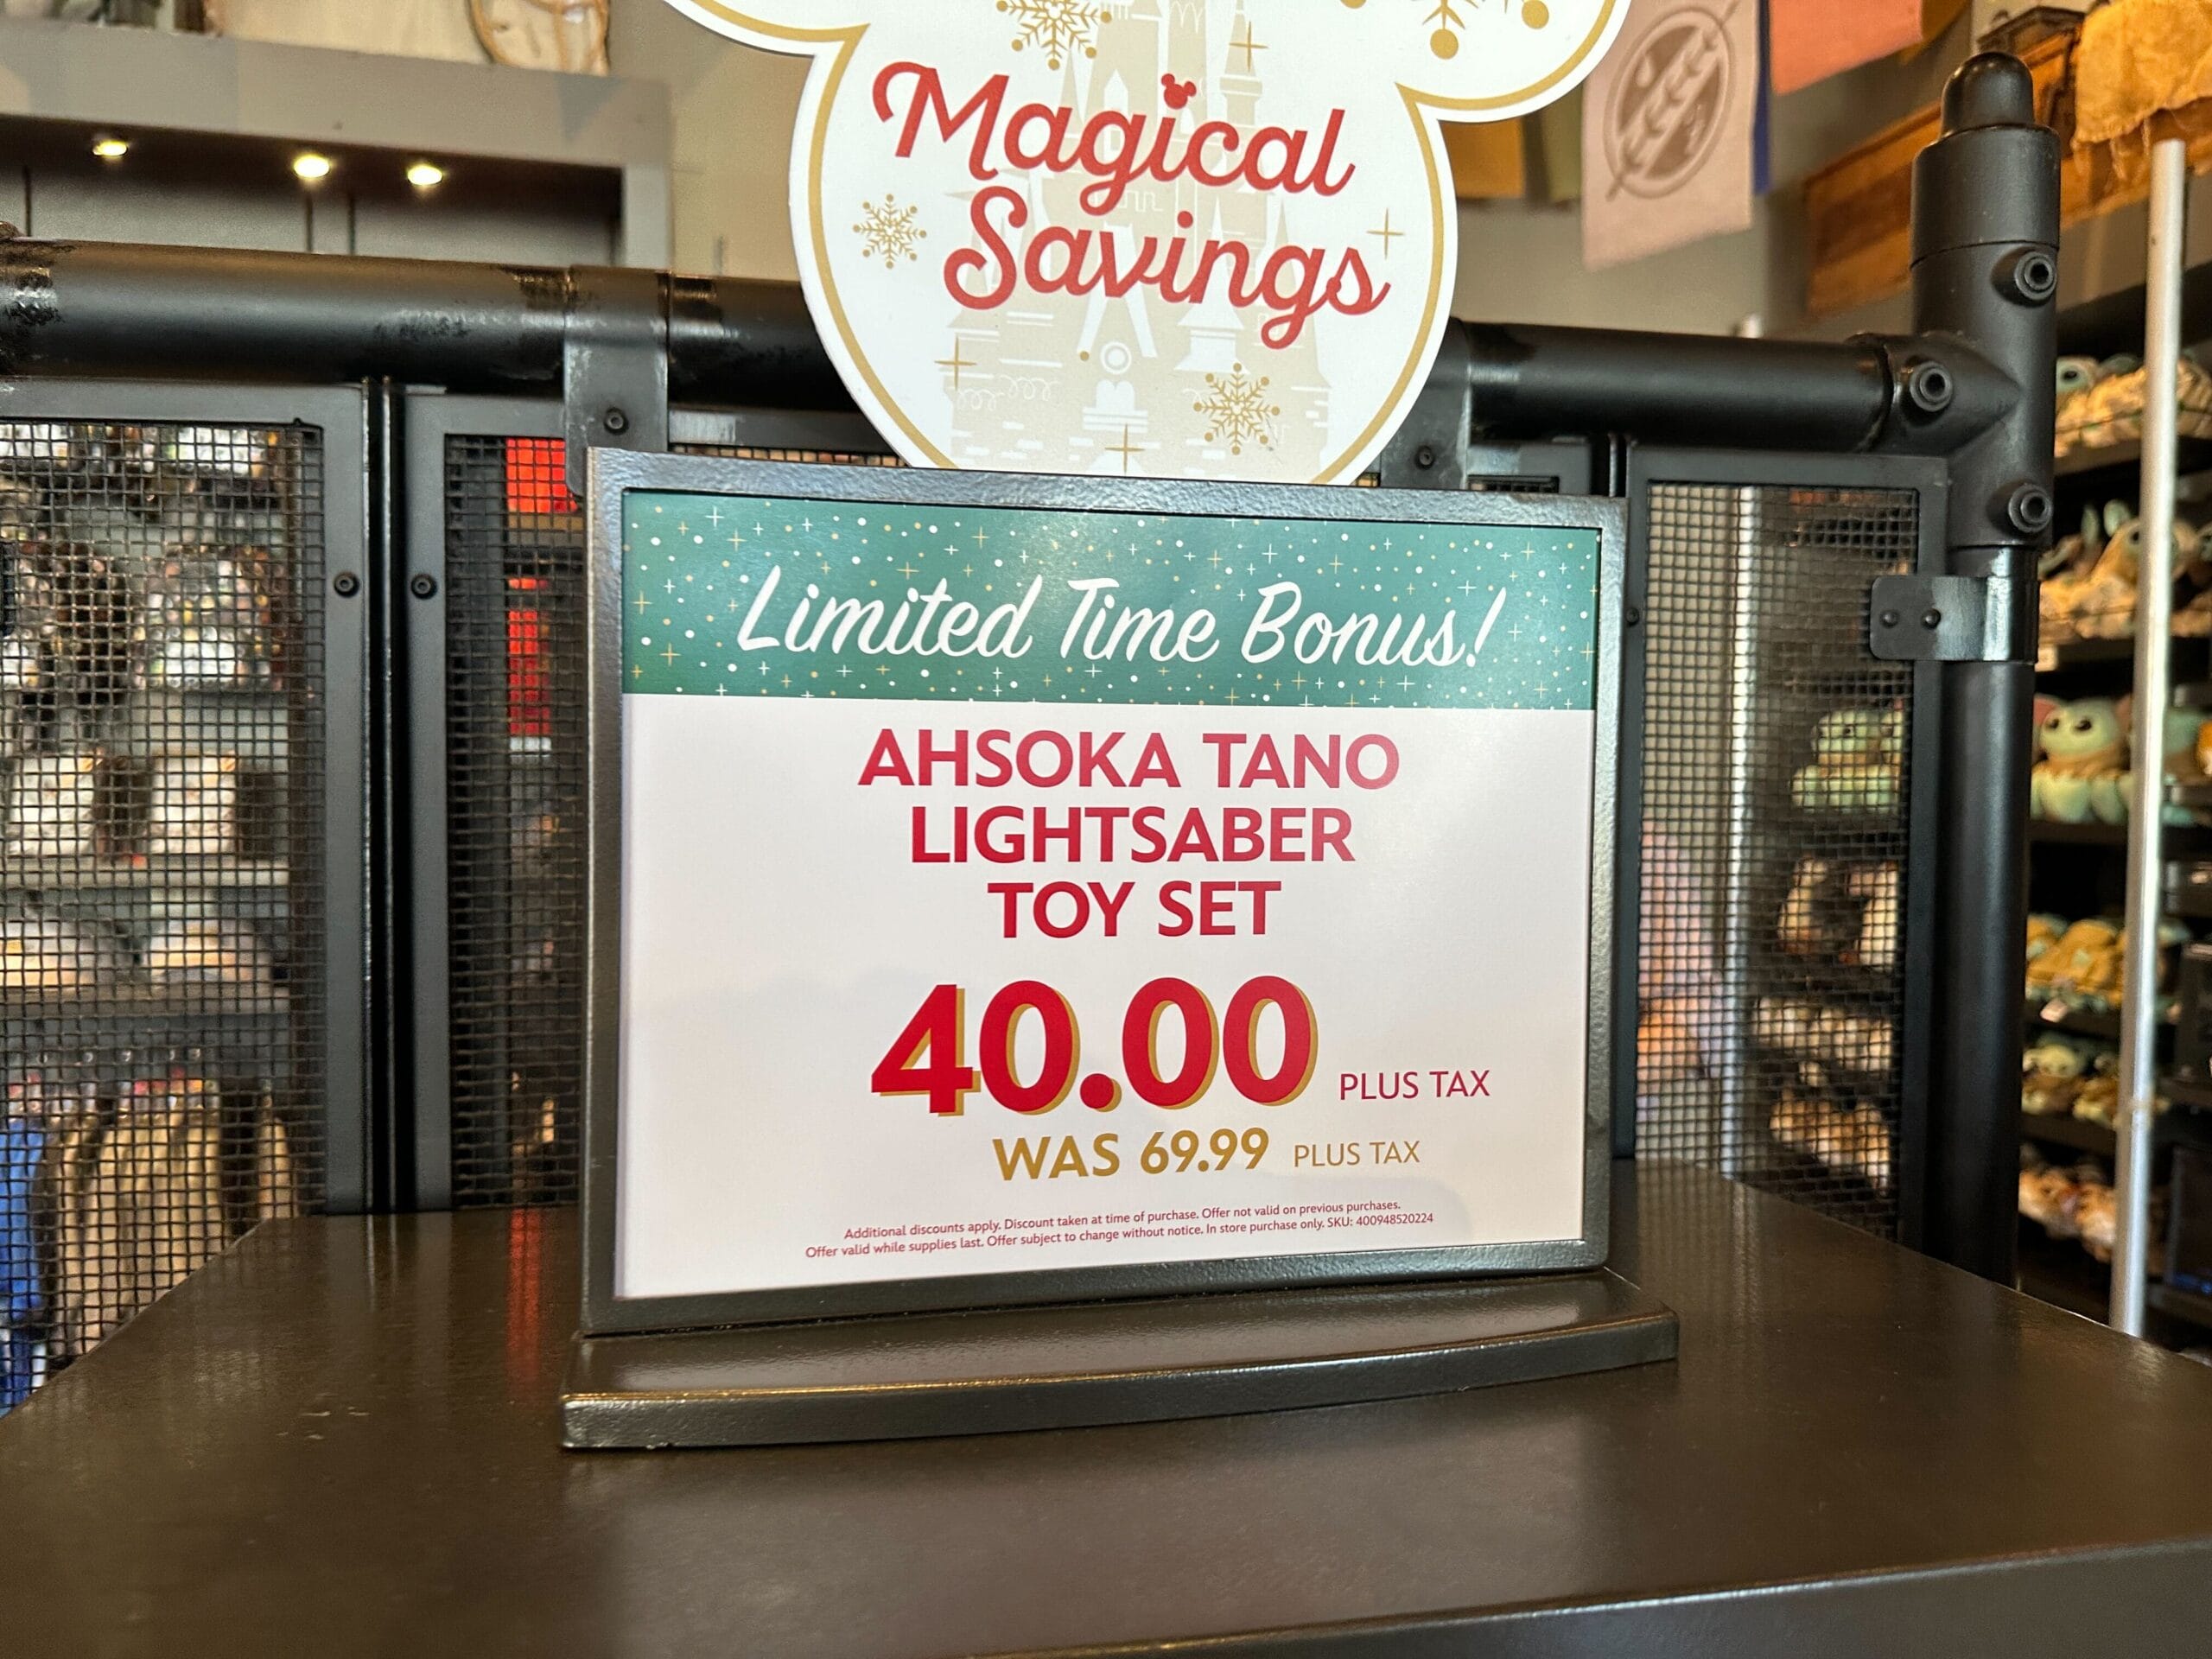 Magical
Savings
Limited Time Bonus!
AHSOKA TANO
LIGHTSABER
TOY SET
40.00 PLUS TAX
WAS 69.99 PLUS TAX
Additional discounts apply. Discount taken at time of purchase. Offer not valid on previous purchases.
Offer valid while supplies last. Offer subject to change without notice. In store purchase only. SKU: 400948520224